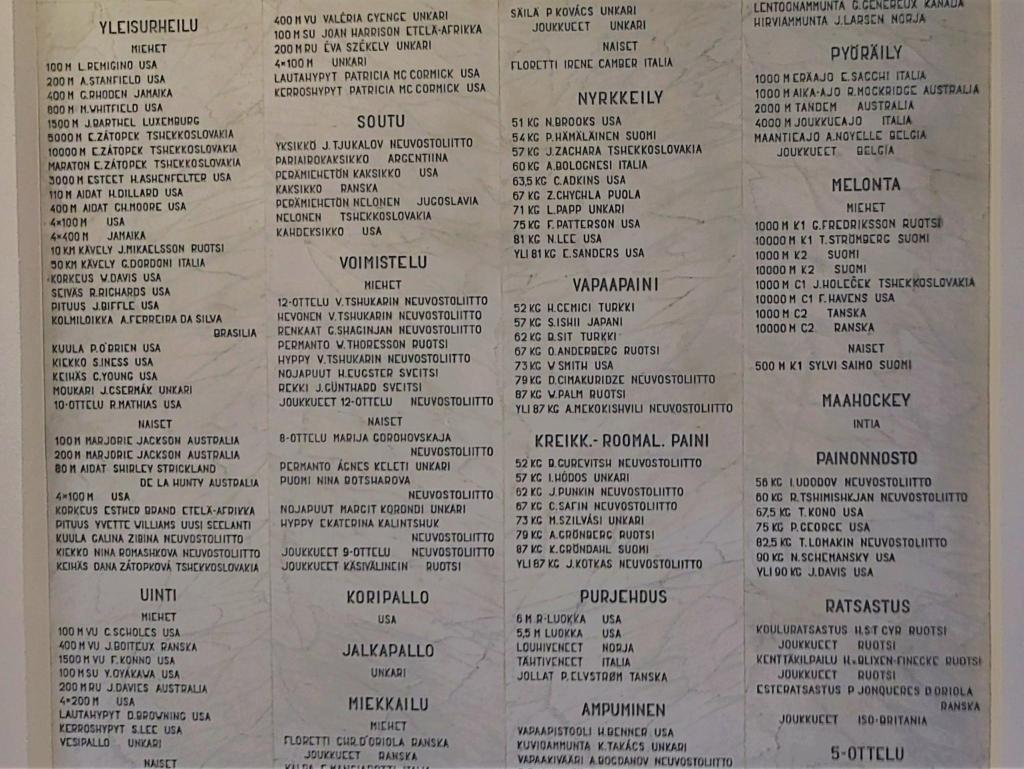 YLEISURHEILU
MIEHET
100 M L.REMIGINO USA
200 M A.STANFIELD USA
400 M G.RHODEN JAMAIKA
800 M M.WHITFIELD USA
1500 M J.BARTHEL LUXEMBURG
5000 M E.ZÁTOPEK TSHEKKOSLOVAKIA
10000 M E.ZÁTOPEK TSHEKKOSLOVAKIA
MARATON E.ZÁTOPEK TSHEKKOSLOVAKIA
3000 M ESTEET H.ASHENFELTER USA
110 M AIDAT H.DILLARD USA
400 M AIDAT CH.MOORE USA
4×100 M USA
4×400 M JAMAIKA
10 KM KÄVELY J.MIKAELSSON RUOTSI
50 KM KÄVELY G.DORDONI ITALIA
KORKEUS W.DAVIS USA
SEIVÄS R.RICHARDS USA
PITUUS J.BIFFLE USA
KOLMILOIKKA A.FERREIRA DA SILVA
BRASILIA
KUULA P.O'BRIEN USA
KIEKKO S.INESS USA
KEIHÄS C.YOUNG USA
MOUKARI J.CSERMÁK UNKARI
10-OTTELU R.MATHIAS USA
NAISET
100 M MARJORIE JACKSON AUSTRALIA
200 M MARJORIE JACKSON AUSTRALIA
80 M AIDAT SHIRLEY STRICKLAND
DE LA HUNTY AUSTRALIA
4×100 M USA
KORKEUS ESTHER BRAND ETELÄ-AFRIKKA
PITUUS YVETTE WILLIAMS UUSI SEELANTI
KUULA GALINA ZIBINA NEUVOSTOLIITTO
KIEKKO NINA ROMASHKOVA NEUVOSTOLIITTO
KEIHÄS DANA ZÁTOPKOVÁ TSHEKKOSLOVAKIA
UINTI
MIEHET
100 M VU C.SCHOLES USA
400 M VU J.BOITEUX RANSKA
1500 M VU F.KONNO USA
100 M SU Y.OYAKAWA USA
200 M RU J.DAVIES AUSTRALIA
4×200 M USA
LAUTAHYPYT D.BROWNING USA
KERROSHYPYT S.LEE USA
VESIPALLO UNKARI
NAISET
400 M VU VALÉRIA GYENGE UNKARI
100 M SU JOAN HARRISON ETELÄ-AFRIKKA
200 M RU ÉVA SZÉKELY UNKARI
4×100 M UNKARI
LAUTAHYPYT PATRICIA MC CORMICK USA
KERROSHYPYT PATRICIA MC CORMICK USA
SOUTU
YKSIKKÖ J.TJUKALOV NEUVOSTOLIITTO
PARIAIROKAKSIKKO ARGENTIINA
PERÄMIEHETÖN KAKSIKKO USA
KAKSIKKO RANSKA
PERÄMIEHETÖN NELONEN JUGOSLAVIA
NELONEN TSHEKKOSLOVAKIA
KAHDEKSIKKO USA
VOIMISTELU
MIEHET
12-OTTELU V.TSHUKARIN NEUVOSTOLIITTO
HEVONEN V.TSHUKARIN NEUVOSTOLIITTO
RENKAAT G.SHAGINJAN NEUVOSTOLIITTO
PERMANTO W.THORESSON RUOTSI
HYPPY V.TSHUKARIN NEUVOSTOLIITTO
NOJAPUUT H.EUGSTER SVEITSI
REKKI J.GÜNTHARD SVEITSI
JOUKKUEET 12-OTTELU NEUVOSTOLIITTO
NAISET
8-OTTELU MARIJA GOROHOVSKAJA
NEUVOSTOLIITTO
PERMANTO ÁGNES KELETI UNKARI
PUOMI NINA BOTSHAROVA
NEUVOSTOLIITTO
NOJAPUUT MARGIT KORONDI UNKARI
HYPPY EKATERINA KALINTSHUK
NEUVOSTOLIITTO
JOUKKUEET 9-OTTELU NEUVOSTOLIITTO
JOUKKUEET KÄSIVÄLINEIN RUOTSI
KORIPALLO
USA
JALKAPALLO
UNKARI
MIEKKAILU
MIEHET
FLORETTI CHR.D'ORIOLA RANSKA
JOUKKUEET RANSKA
KALPA E.MANGIAROTTI ITALIA
SÄILÄ P.KOVÁCS UNKARI
JOUKKUEET UNKARI
NAISET
FLORETTI IRENE CAMBER ITALIA
NYRKKEILY
51 KG N.BROOKS USA
54 KG P.HÄMÄLÄINEN SUOMI
57 KG J.ZACHARA TSHEKKOSLOVAKIA
60 KG A.BOLOGNESI ITALIA
63,5 KG C.ADKINS USA
67 KG Z.CHYCHLA PUOLA
71 KG L.PAPP UNKARI
75 KG F.PATTERSON USA
81 KG N.LEE USA
YLI 81 KG E.SANDERS USA
VAPAAPAINI
52 KG H.GEMICI TURKKI
57 KG S.ISHII JAPANI
62 KG B.SIT TURKKI
67 KG O.ANDERBERG RUOTSI
73 KG W SMITH USA
79 KG D.CIMAKURIDZE NEUVOSTOLIITTO
87 KG W.PALM RUOTSI
YLI 87 KG A.MEKOKISHVILI NEUVOSTOLIITTO
KREIKK.- ROOMAL. PAINI
52 KG B.GUREVITSH NEUVOSTOLIITTO
57 KG I.HÓDOS UNKARI
62 KG J.PUNKIN NEUVOSTOLIITTO
67 KG C.SAFIN NEUVOSTOLIITTO
73 KG M.SZILVÁSI UNKARI
79 KG A.GRÖNBERG RUOTSI
87 KG K.GRÖNDAHL SUOMI
YLI 87 KG J.KOTKAS NEUVOSTOLIITTO
PURJEHDUS
6 M R-LUOKKA USA
5,5 M LUOKKA USA
LOUHIVENEET NORJA
TÄHTIVENEET ITALIA
JOLLAT P.ELVSTRØM TANSKA
AMPUMINEN
VAPAAPISTOOLI H.BENNER USA
KUVIOAMMUNTA K.TAKÁCS UNKARI
VAPAAKIVÄÄRI A.BOGDANOV NEUVOSTOLIITTO
LENTOONAMMUNTA G.GENEREUX KANADA
HIRVIAMMUNTA J.LARSEN NORJA
PYÖRÄILY
1000 M ERÄAJO E.SACCHI ITALIA
1000 M AIKA-AJO R.MOCKRIDGE AUSTRALIA
2000 M TANDEM AUSTRALIA
4000 M JOUKKUEAJO ITALIA
MAANTIEAJO A.NOYELLE BELGIA
JOUKKUEET BELGIA
MELONTA
MIEHET
1000 M K1 G.FREDRIKSSON RUOTSI
10000 M K1 T.STRÖMBERG SUOMI
1000 M K2 SUOMI
10000 M K2 SUOMI
1000 M C1 J.HOLEČEK TSHEKKOSLOVAKIA
10000 M C1 F.HAVENS USA
1000 M C2 TANSKA
10000 M C2 RANSKA
NAISET
500 M K1 SYLVI SAIMO SUOMI
MAAHOCKEY
INTIA
PAINONNOSTO
56 KG I.UDODOV NEUVOSTOLIITTO
60 KG R.TSHIMISHKJAN NEUVOSTOLIITTO
67,5 KG T.KONO USA
75 KG P.GEORGE USA
82,5 KG T.LOMAKIN NEUVOSTOLIITTO
90 KG N.SCHEMANSKY USA
YLI 90 KG J.DAVIS USA
RATSASTUS
KOULURATSASTUS H.ST CYR RUOTSI
JOUKKUEET RUOTSI
KENTTÄKILPAILU H.v.BLIXEN-FINECKE RUOTSI
JOUKKUEET RUOTSI
ESTERATSASTUS P JONQUERES D'ORIOLA
RANSKA
JOUKKUEET ISO-BRITANIA
5-OTTELU